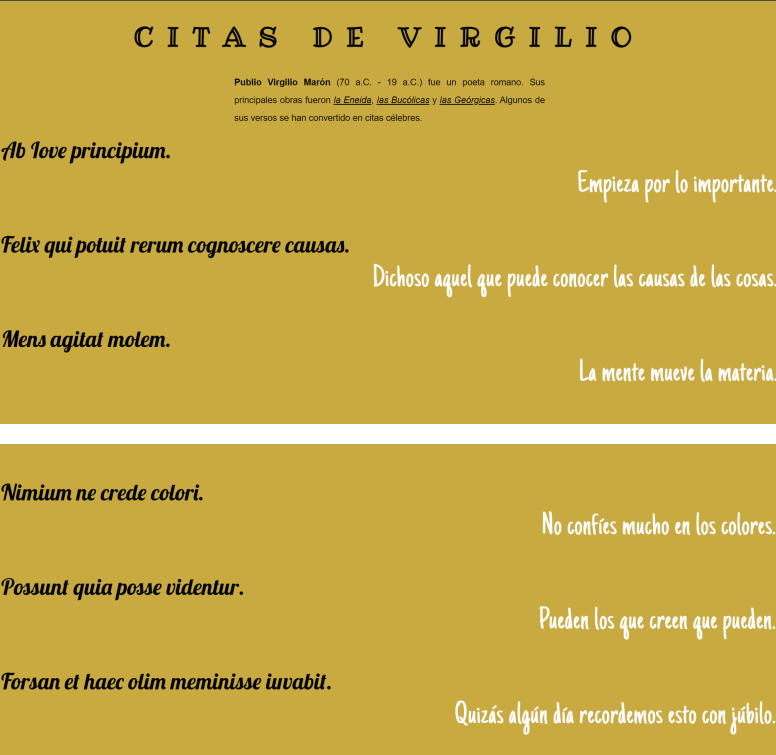 CITAS DE VIRGILIO
Publio Virgilio Marón (70 a.C. - 19 a.C.) fue un poeta romano. Sus
principales obras fueron la Eneida, las Bucólicas y las Geórgicas. Algunos de
sus versos se han convertido en citas célebres.
Ab Iove principium.
Empieza por lo importante.
Felix qui potuit rerum cognoscere causas.
Dichoso aquel que puede conocer las causas de las cosas.
Mens agitat molem.
La mente mueve la materia.
Nimium ne crede colori.
No confíes mucho en los colores.
Possunt quia posse videntur.
Pueden los que creen que pueden.
Forsan et haec olim meminisse iuvabit.
Quizás algún día recordemos esto con júbilo.